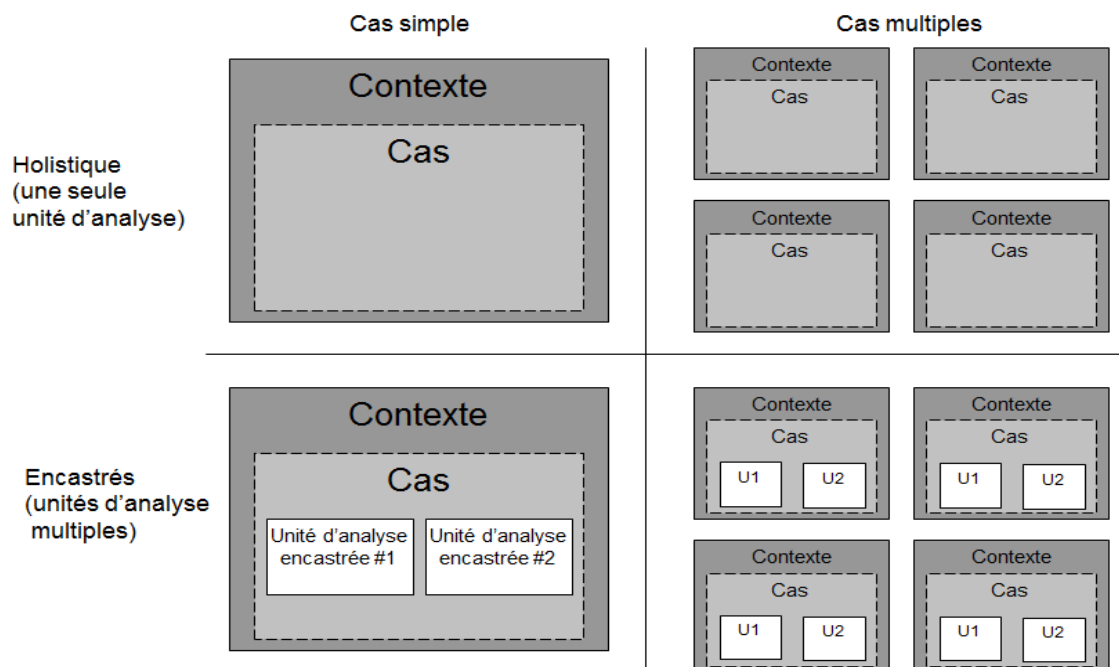 Cas simple
Cas multiples
Holistique
(une seule
unité d'analyse)
Contexte
Cas
Contexte
Cas
Contexte
Cas
Contexte
Cas
Contexte
Cas
Encastrés
(unités d'analyse
multiples)
Contexte
Cas
Unité d'analyse
encastrée #1
Unité d'analyse
encastrée #2
Contexte
Cas
U1
U2
Contexte
Cas
U1
U2
Contexte
Cas
U1
U2
Contexte
Cas
U1
U2